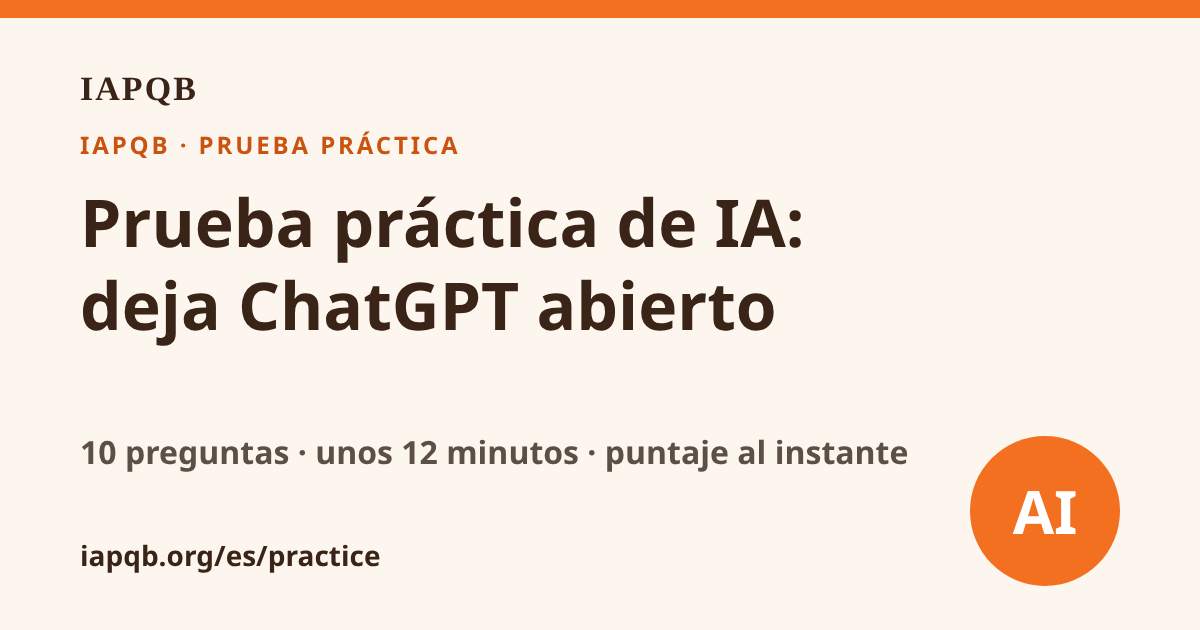 IAPQB
IAPQB · PRUEBA PRÁCTICA
Prueba práctica de IA:
deja ChatGPT abierto
10 preguntas · unos 12 minutos · puntaje al instante
AI
iapqb.org/es/practice